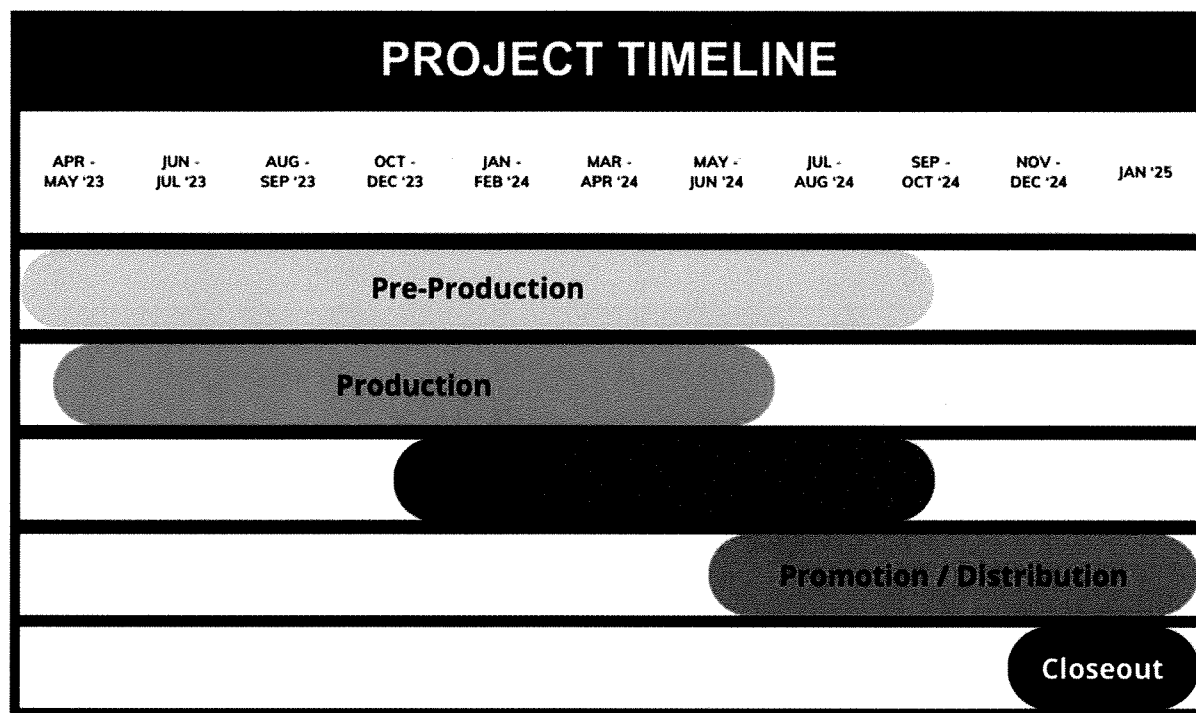 PROJECT TIMELINE
APR -
MAY ‘23
JUN -
JUL ‘23
AUG -
SEP ‘23
OCT -
DEC ‘23
JAN -
FEB ‘24
MAR -
APR ‘24
MAY -
JUN ‘24
JUL -
AUG ‘24
SEP -
OCT ‘24
NOV -
DEC ‘24
JAN ‘25
Pre-Production
Production
Promotion / Distribution
Closeout